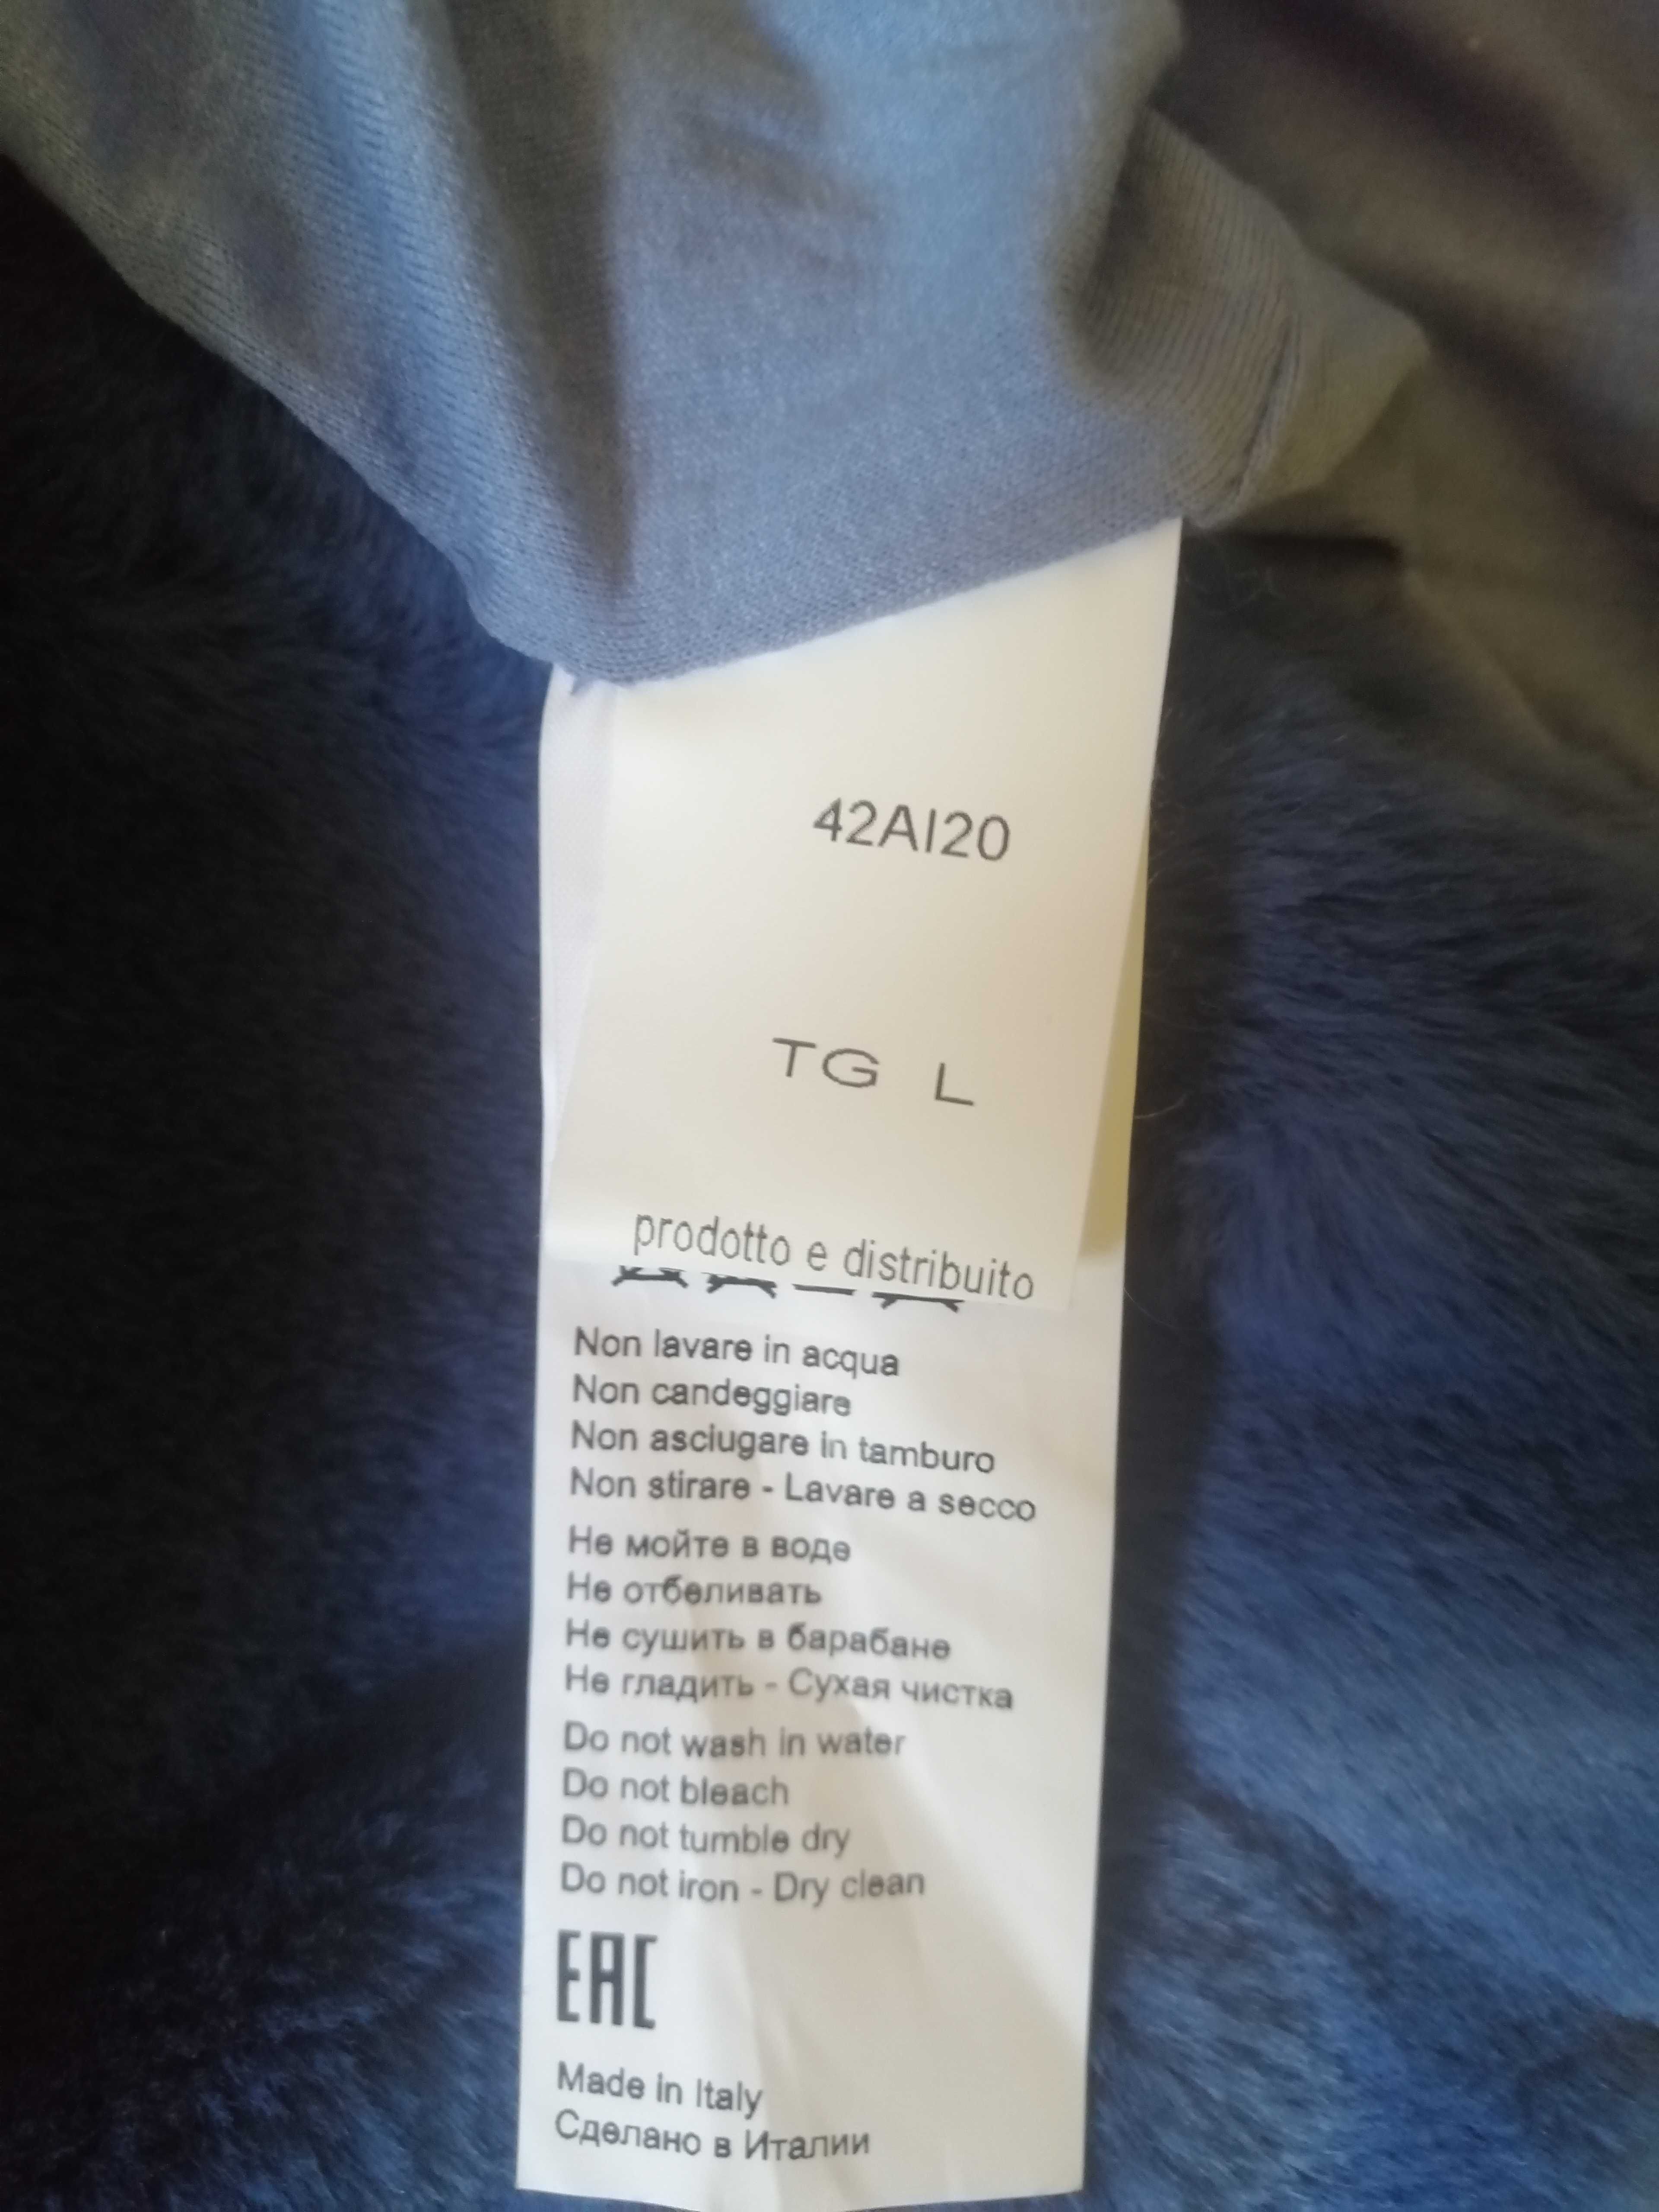 42AI20
TG L
prodotto e distribuito
Non lavare in acqua
Non candeggiare
Non asciugare in tamburo
Non stirare - Lavare a secco
Не мойте в воде
Не отбеливать
Не сушить в барабане
Не гладить - Сухая чистка
Do not wash in water
Do not bleach
Do not tumble dry
Do not iron - Dry clean
EAC
Made in Italy
Сделано в Италии